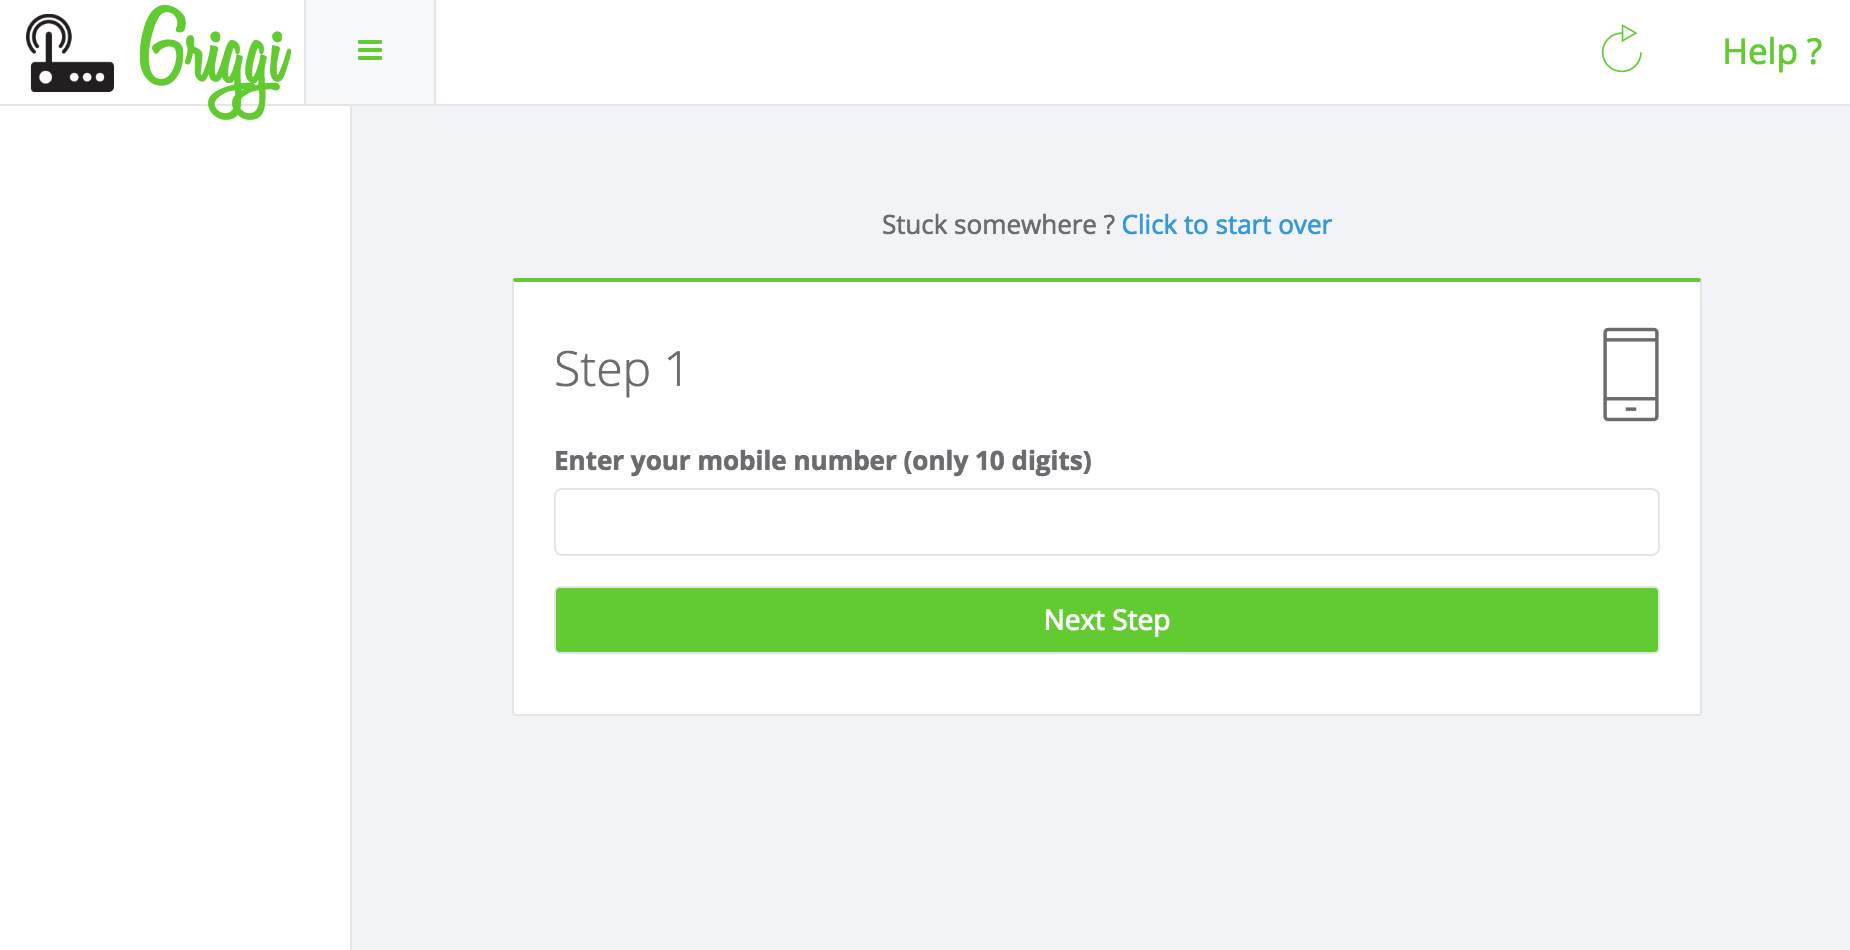 Griggi
Help ?
Stuck somewhere ? Click to start over
Step 1
Enter your mobile number (only 10 digits)
Next Step